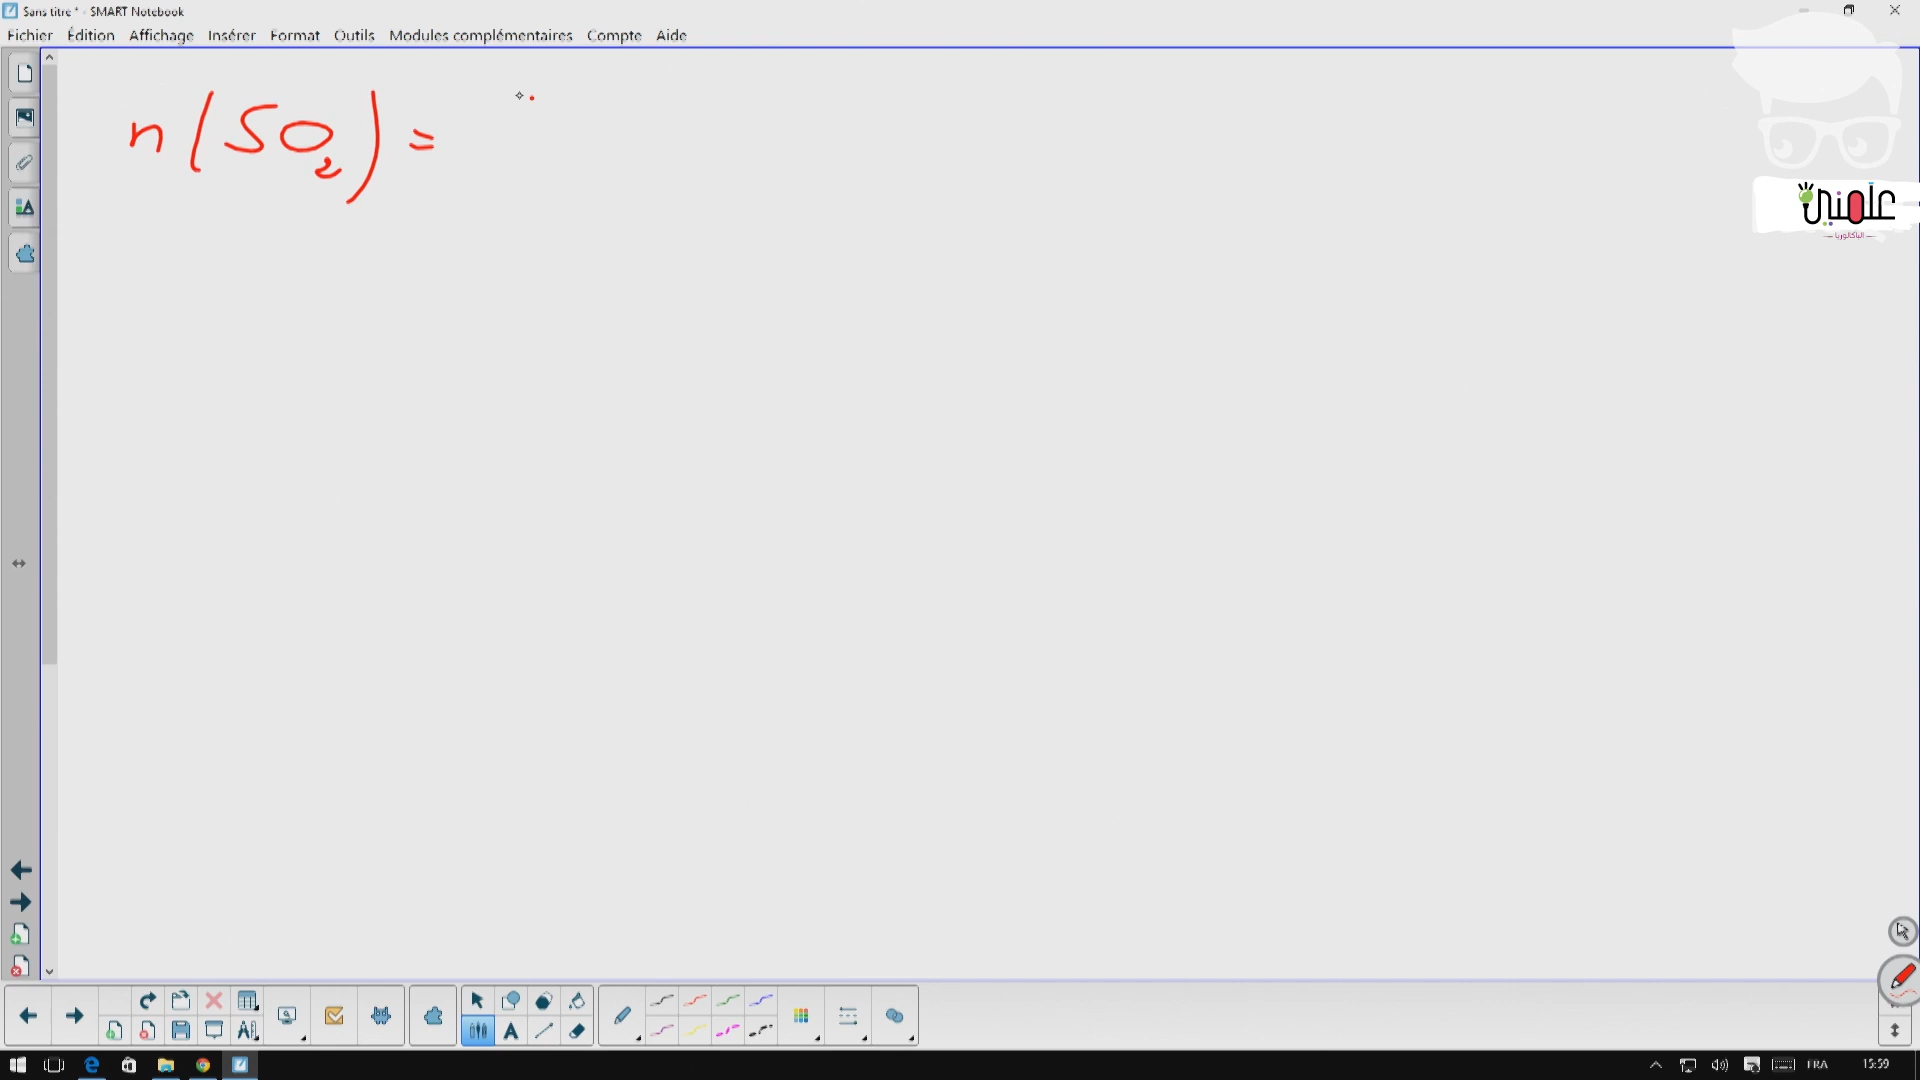 Sans titre * - SMART Notebook
Fichier Édition Affichage Insérer Format Outils Modules complémentaires Compte Aide
n(SO₂) =
علمني
الباكالوريا
FRA
15:59